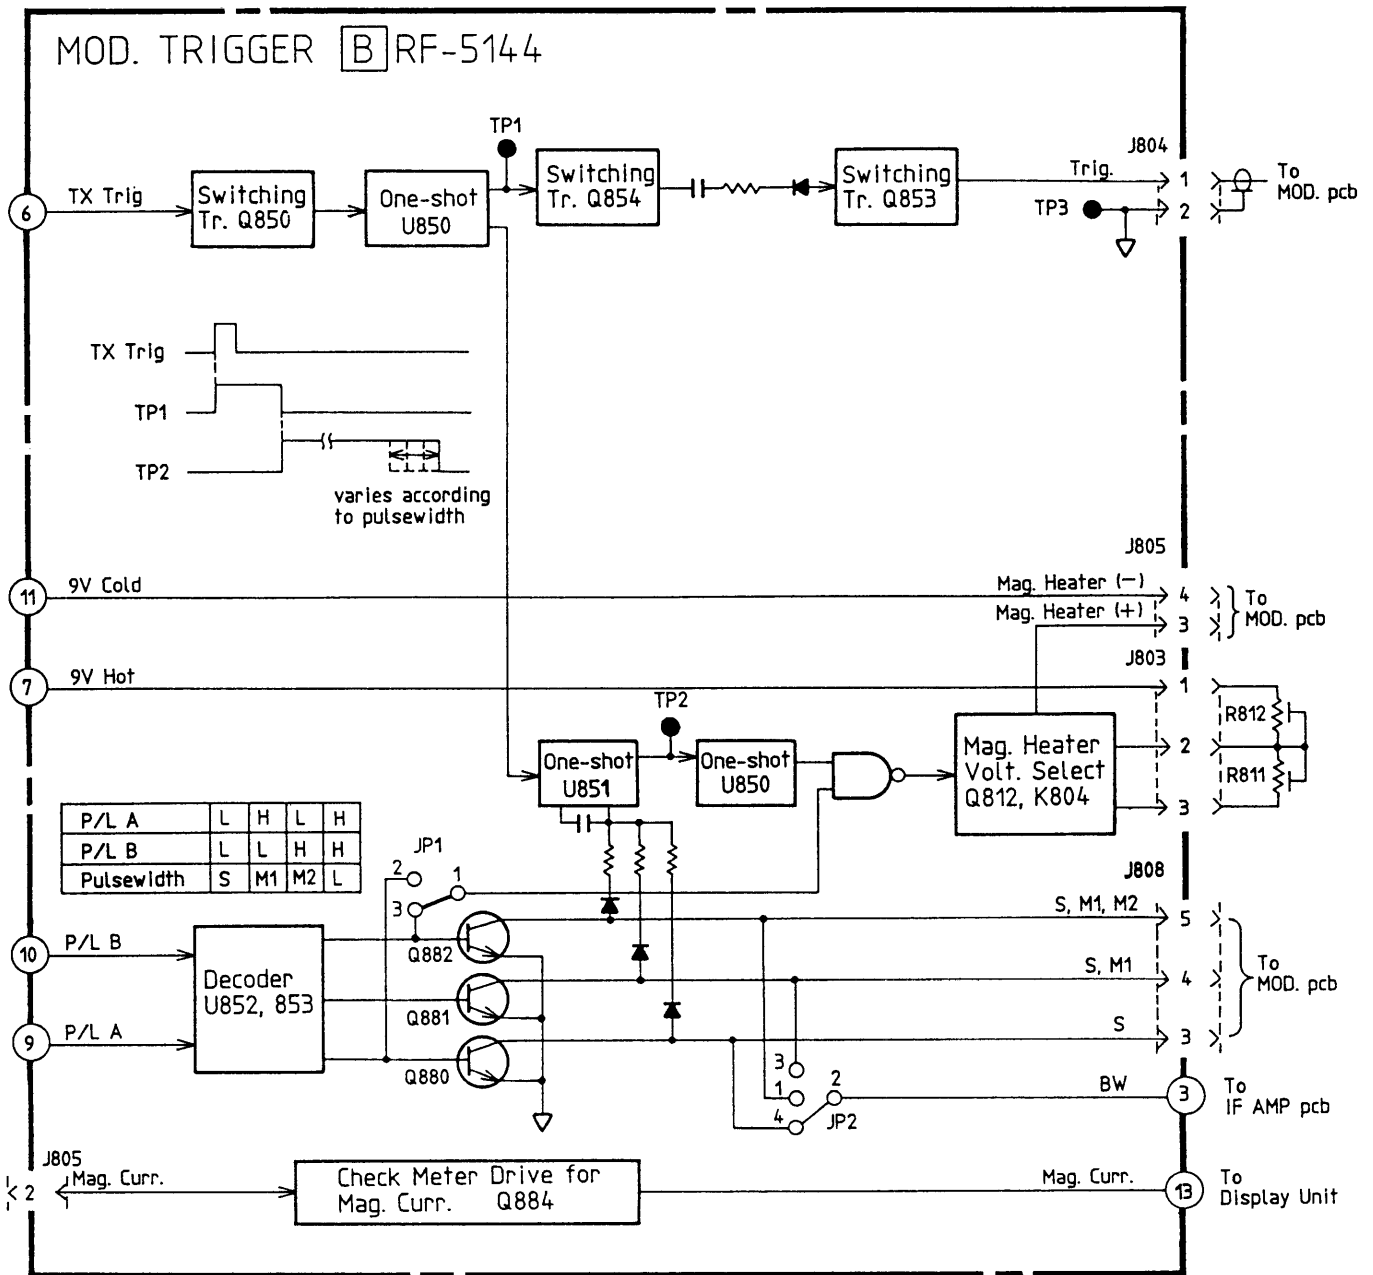 MOD. TRIGGER B RF-5144
TP1
J804
Switching
Tr. Q850
One-shot
U850
Switching
Tr. Q854
Switching
Tr. Q853
Trig.
1
2
To
MOD. pcb
TP3
6
TX Trig
TX Trig
TP1
TP2
varies according
to pulsewidth
J805
11
9V Cold
Mag. Heater (−)
4
Mag. Heater (+)
3
To
MOD. pcb
J803
7
9V Hot
1
2
3
R812
R811
TP2
One-shot
U851
One-shot
U850
Mag. Heater
Volt. Select
Q812, K804
P/L A L H L H
P/L B L L H H
Pulsewidth S M1 M2 L
JP1
2
1
3
J808
S, M1, M2
5
S, M1
4
S
3
To
MOD. pcb
10
P/L B
9
P/L A
Decoder
U852, 853
Q882
Q881
Q880
3
1
4
2
JP2
BW
3
To
IF AMP pcb
J805
2
Mag. Curr.
Check Meter Drive for
Mag. Curr. Q884
Mag. Curr.
13
To
Display Unit